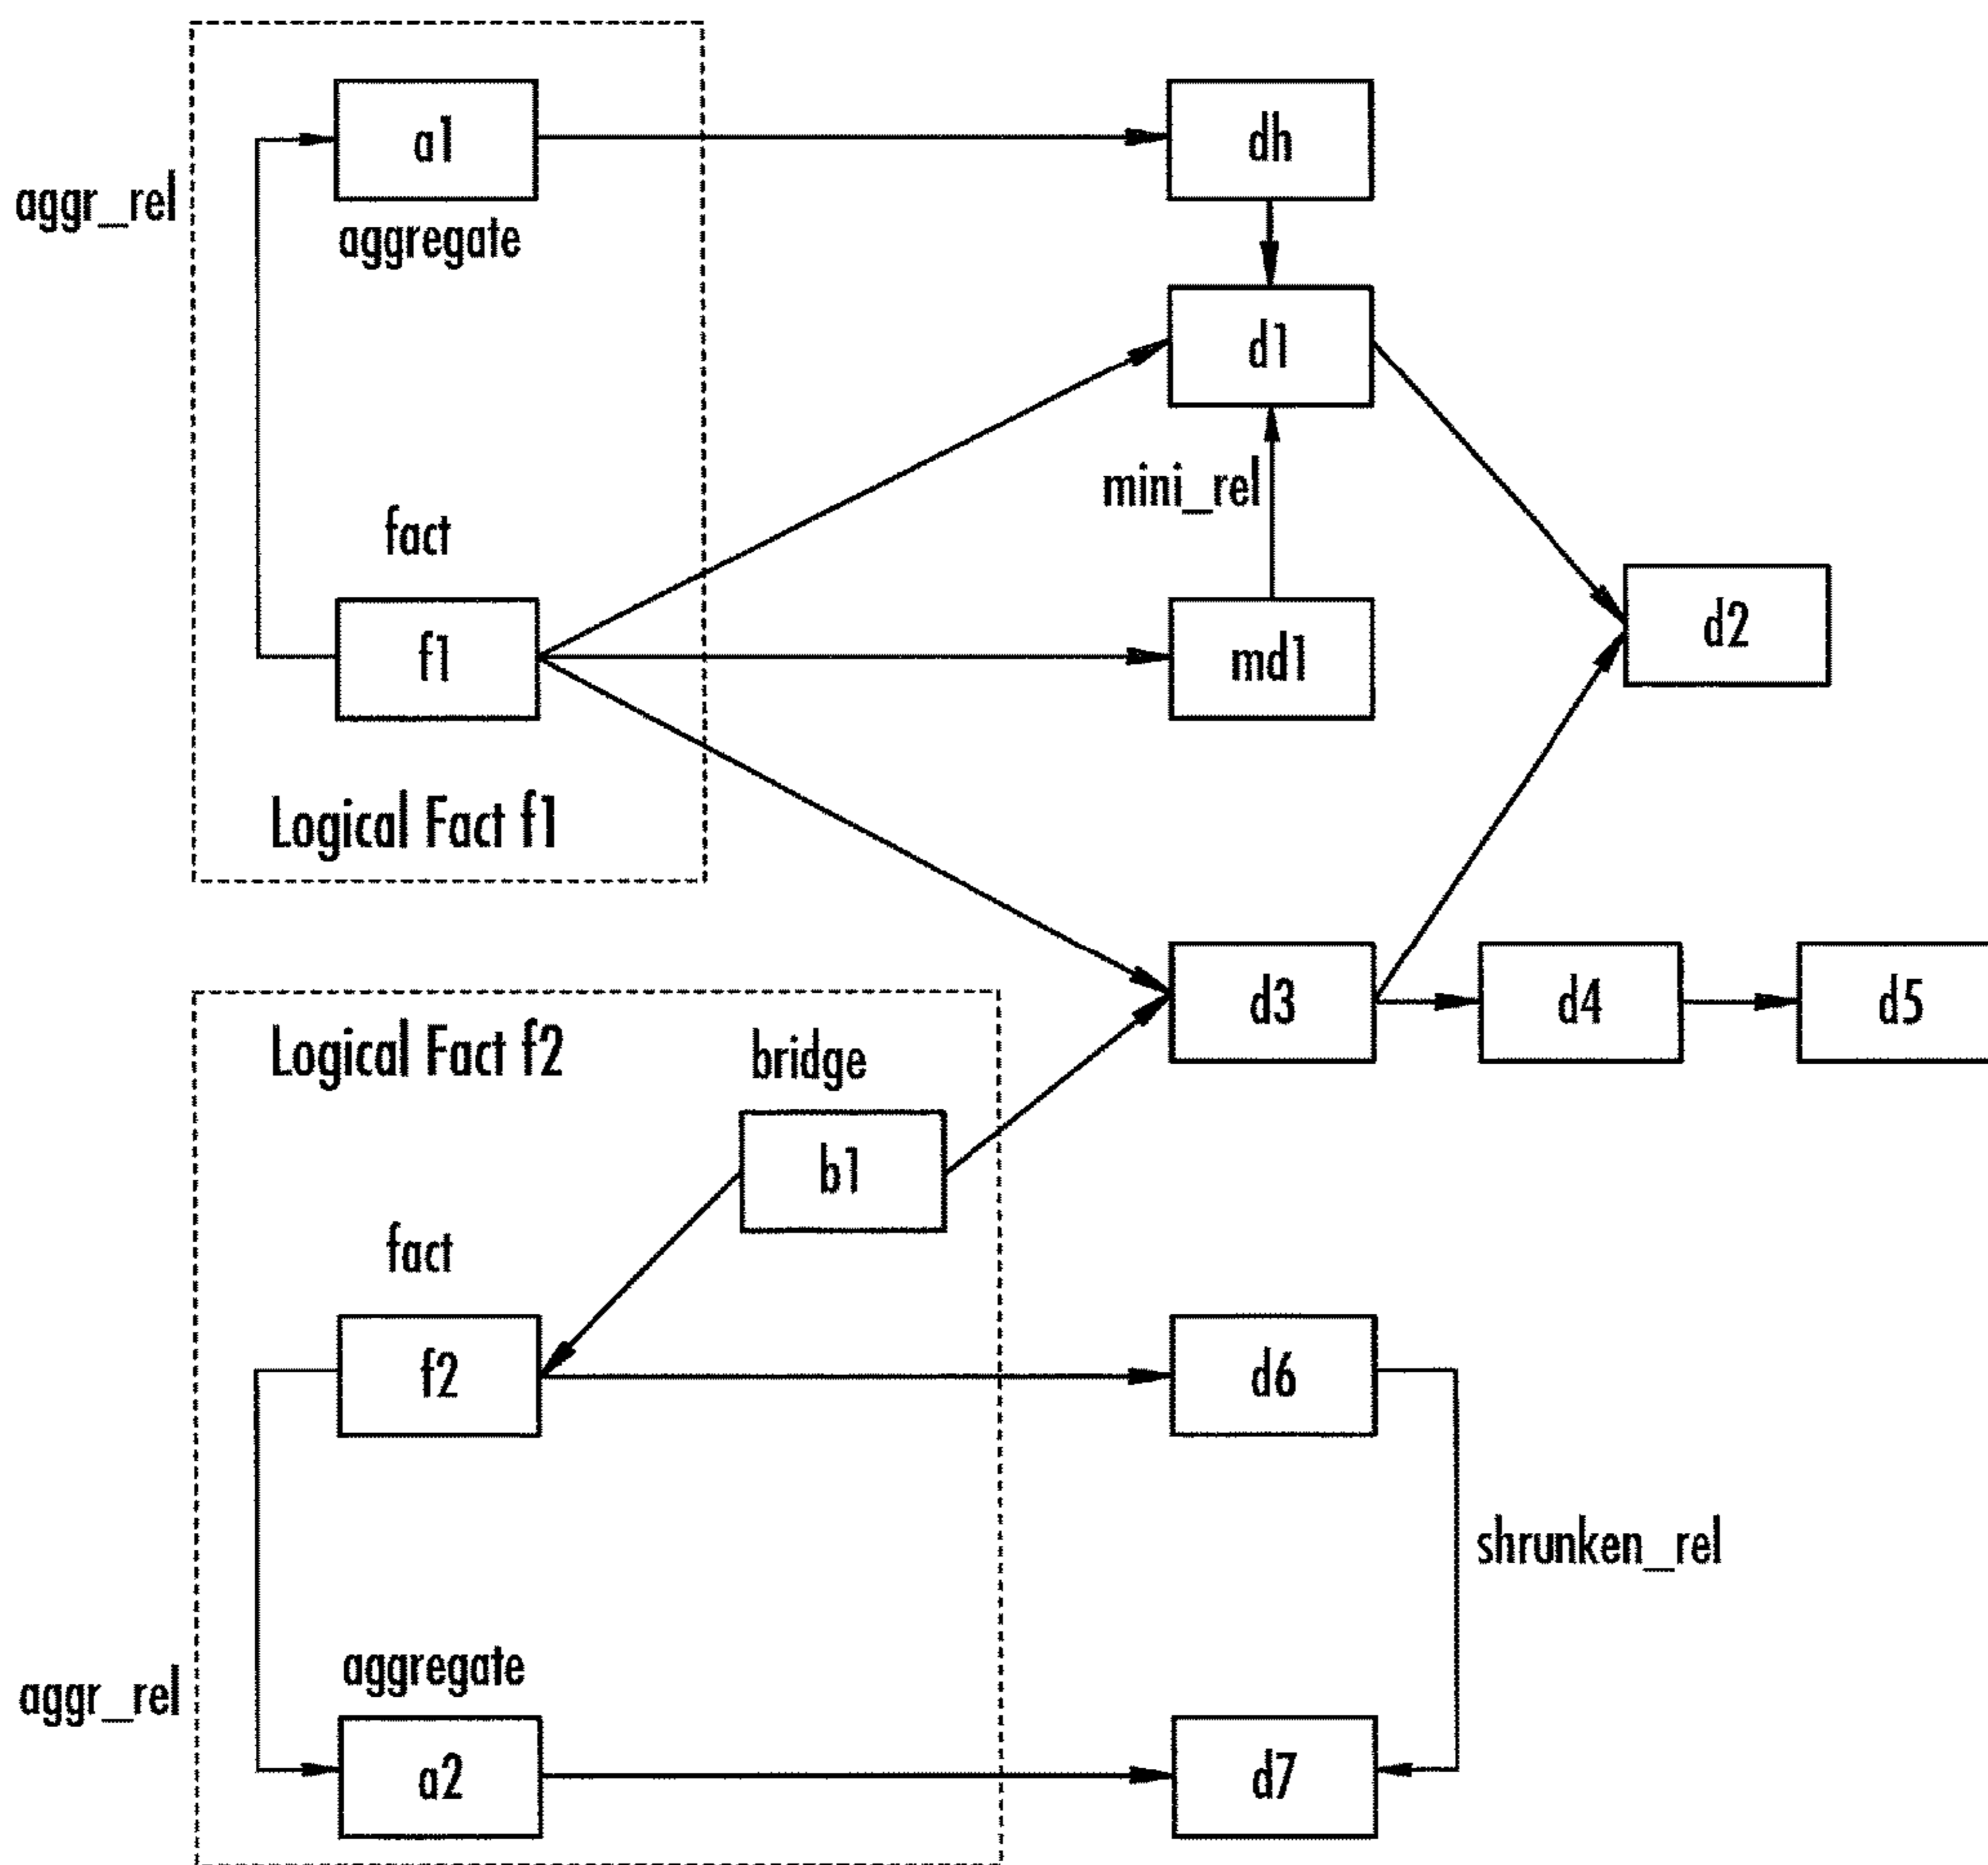 a1
dh
aggr_rel
aggregate
d1
mini_rel
fact
f1
md1
d2
Logical Fact f1
d3
d4
d5
Logical Fact f2
bridge
b1
fact
f2
d6
shrunken_rel
aggregate
aggr_rel
a2
d7